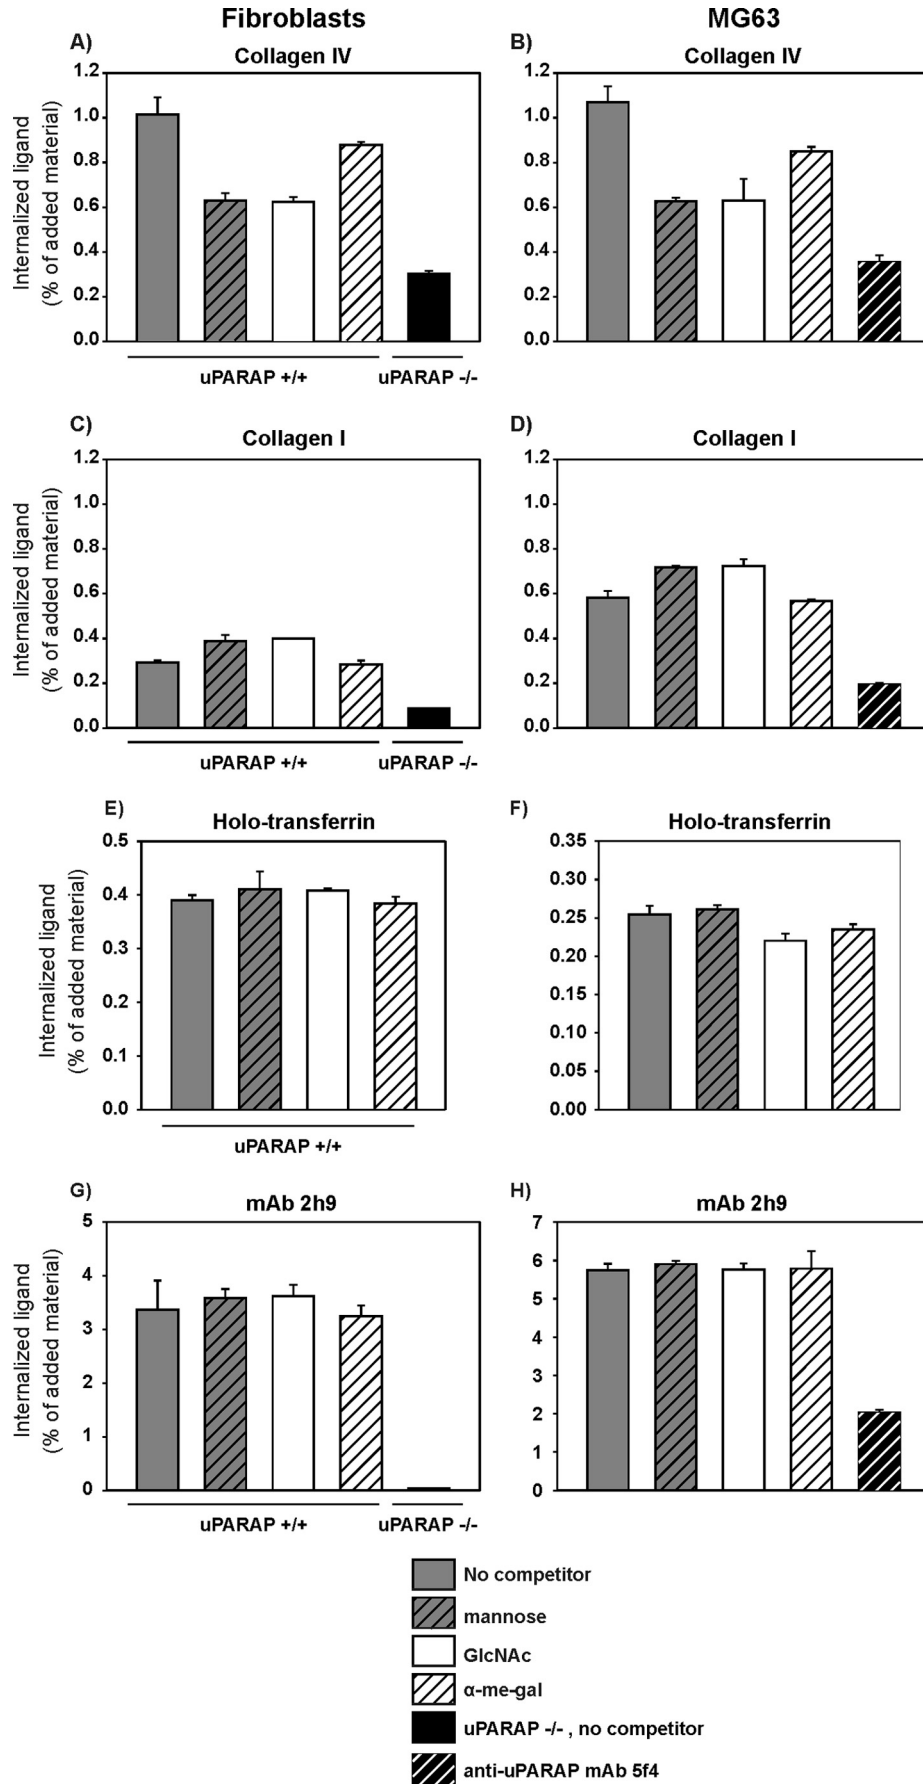 Fibroblasts
MG63
A)
Collagen IV
B)
Collagen IV
Internalized ligand
(% of added material)
1.2
1.0
0.8
0.6
0.4
0.2
0.0
1.2
1.0
0.8
0.6
0.4
0.2
0.0
uPARAP +/+
uPARAP -/-
C)
Collagen I
D)
Collagen I
Internalized ligand
(% of added material)
1.2
1.0
0.8
0.6
0.4
0.2
0.0
1.2
1.0
0.8
0.6
0.4
0.2
0.0
uPARAP +/+
uPARAP -/-
E)
Holo-transferrin
F)
Holo-transferrin
Internalized ligand
(% of added material)
0.5
0.4
0.3
0.2
0.1
0.0
0.35
0.30
0.25
0.20
0.15
0.10
0.05
0.00
uPARAP +/+
G)
mAb 2h9
H)
mAb 2h9
Internalized ligand
(% of added material)
5
4
3
2
1
0
7
6
5
4
3
2
1
0
uPARAP +/+
uPARAP -/-
No competitor
mannose
GlcNAc
α-me-gal
uPARAP -/- , no competitor
anti-uPARAP mAb 5f4